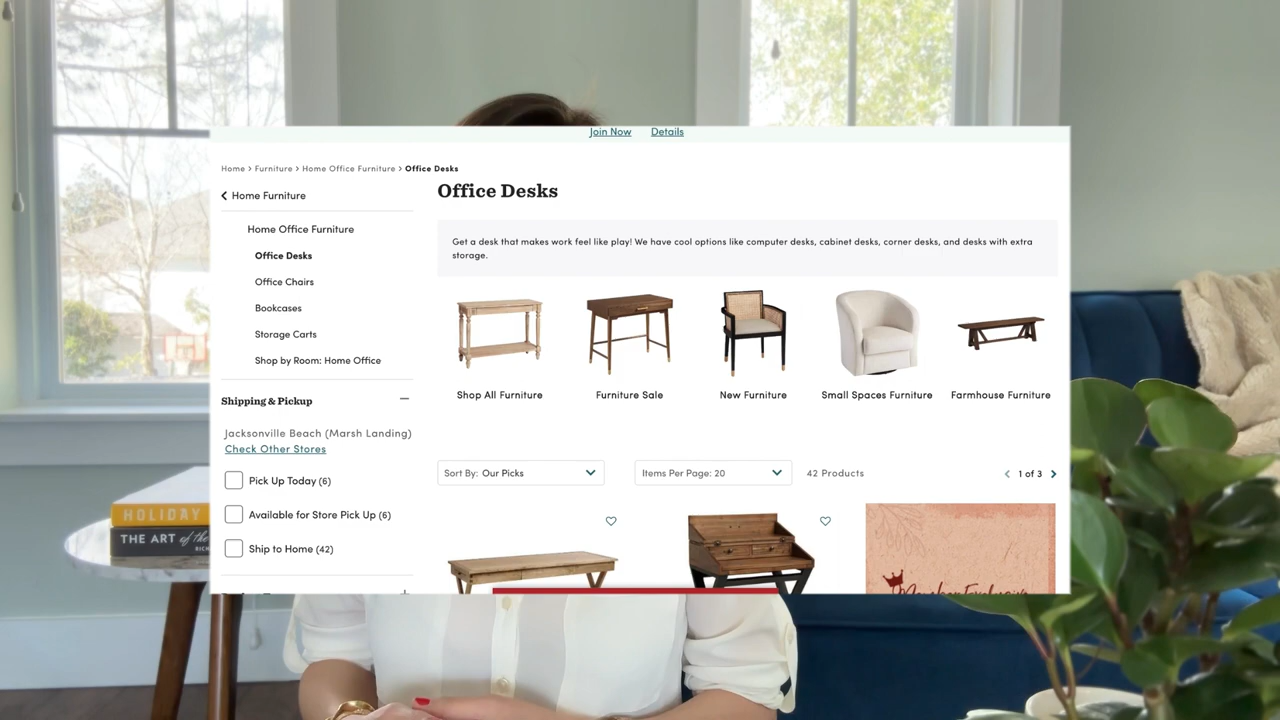 Join Now Details
Home > Furniture > Home Office Furniture > Office Desks
Home Furniture
Home Office Furniture
Office Desks
Office Chairs
Bookcases
Storage Carts
Shop by Room: Home Office
Shipping & Pickup
Jacksonville Beach (Marsh Landing)
Check Other Stores
Pick Up Today (6)
Available for Store Pick Up (6)
Ship to Home (42)
Office Desks
Get a desk that makes work feel like play! We have cool options like computer desks, cabinet desks, corner desks, and desks with extra
storage.
Shop All Furniture
Furniture Sale
New Furniture
Small Spaces Furniture
Farmhouse Furniture
Sort By: Our Picks
Items Per Page: 20
42 Products
1 of 3
HOLIDAY
THE ART of the